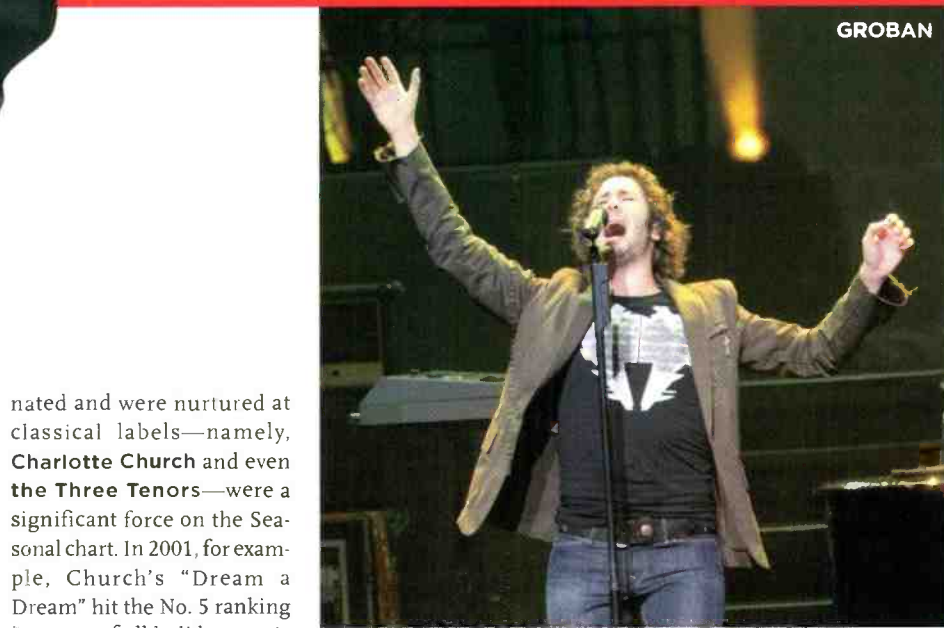 GROBAN
nated and were nurtured at
classical labels—namely,
Charlotte Church and even
the Three Tenors—were a
significant force on the Sea-
sonal chart. In 2001, for exam-
ple, Church's "Dream a
Dream" hit the No. 5 ranking